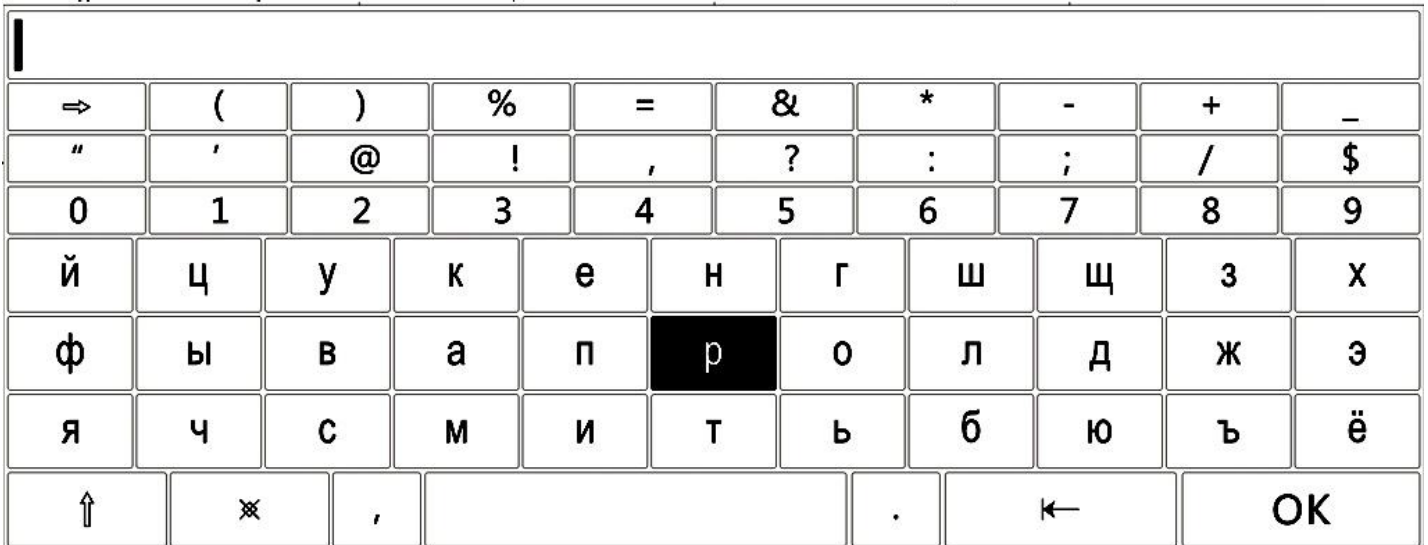 ⇨ ( ) % = & * - + _
" ' @ ! , ? : ; / $
0 1 2 3 4 5 6 7 8 9
й ц у к е н г ш щ з х
ф ы в а п р о л д ж э
я ч с м и т ь б ю ъ ё
⇧ ※ , . ⇤ OK